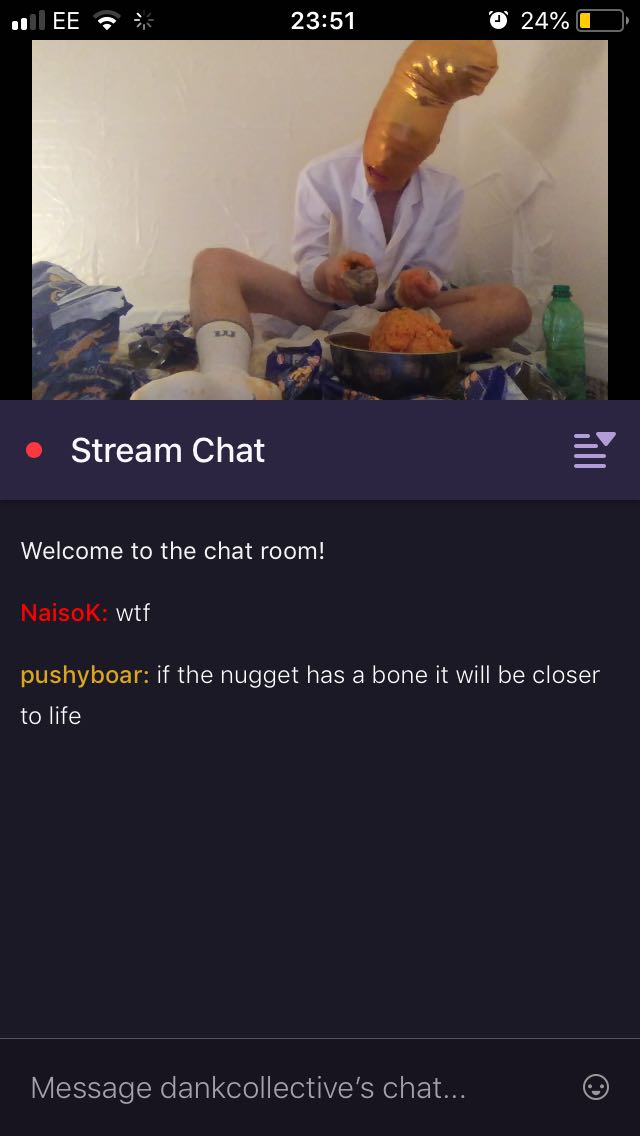 EE 23:51 24%
Stream Chat
Welcome to the chat room!
NaisoK: wtf
pushyboar: if the nugget has a bone it will be closer
to life
Message dankcollective's chat...